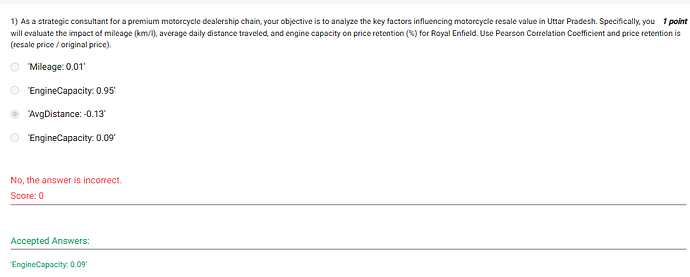 1) As a strategic consultant for a premium motorcycle dealership chain, your objective is to analyze the key factors influencing motorcycle resale value in Uttar Pradesh. Specifically, you 1 point
will evaluate the impact of mileage (km/l), average daily distance traveled, and engine capacity on price retention (%) for Royal Enfield. Use Pearson Correlation Coefficient and price retention is
(resale price / original price).
'Mileage: 0.01'
'EngineCapacity: 0.95'
'AvgDistance: -0.13'
'EngineCapacity: 0.09'
No, the answer is incorrect.
Score: 0
Accepted Answers:
'EngineCapacity: 0.09'